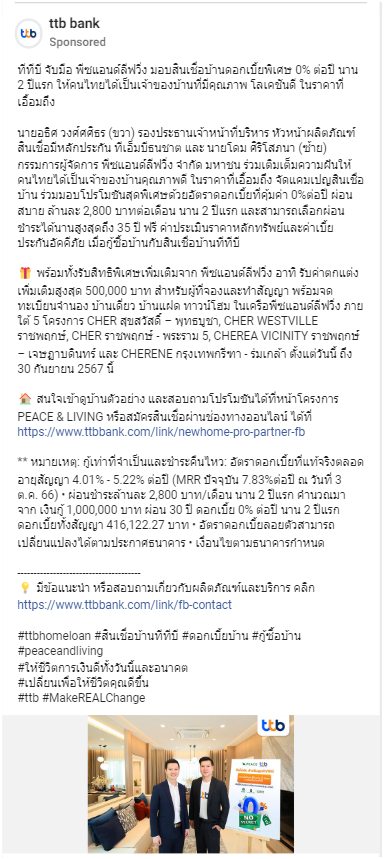 ttb bank
Sponsored
ทีทีบี จับมือ พีซแอนด์ลีฟวิ่ง มอบสินเชื่อบ้านดอกเบี้ยพิเศษ 0% ต่อปี นาน
2 ปีแรก ให้คนไทยได้เป็นเจ้าของบ้านที่มีคุณภาพ โลเคชันดี ในราคาที่
เอื้อมถึง
นายอธิศ วงศ์ศศิธร (ขวา) รองประธานเจ้าหน้าที่บริหาร หัวหน้าผลิตภัณฑ์
สินเชื่อมีหลักประกัน ทีเอ็มบีธนชาต และ นายโดม ศิริโสภนา (ซ้าย)
กรรมการผู้จัดการ พีซแอนด์ลีฟวิ่ง จำกัด มหาชน ร่วมเติมเต็มความฝันให้
คนไทยได้เป็นเจ้าของบ้านคุณภาพดี ในราคาที่เอื้อมถึง จัดแคมเปญสินเชื่อ
บ้าน ร่วมมอบโปรโมชันสุดพิเศษด้วยอัตราดอกเบี้ยที่คุ้มค่า 0%ต่อปี ผ่อน
สบาย ล้านละ 2,800 บาทต่อเดือน นาน 2 ปีแรก และสามารถเลือกผ่อน
ชำระได้นานสูงสุดถึง 35 ปี ฟรี ค่าประเมินราคาหลักทรัพย์และค่าเบี้ย
ประกันอัคคีภัย เมื่อกู้ซื้อบ้านกับสินเชื่อบ้านทีทีบี
พร้อมทั้งรับสิทธิพิเศษเพิ่มเติมจาก พีซแอนด์ลีฟวิ่ง อาทิ รับค่าตกแต่ง
เพิ่มเติมสูงสุด 500,000 บาท สำหรับผู้ที่จองและทำสัญญา พร้อมจด
ทะเบียนจำนอง บ้านเดี่ยว บ้านแฝด ทาวน์โฮม ในเครือพีซแอนด์ลีฟวิ่ง ภาย
ใต้ 5 โครงการ CHER สุขสวัสดิ์ – พุทธบูชา, CHER WESTVILLE
ราชพฤกษ์, CHER ราชพฤกษ์ - พระราม 5, CHEREA VICINITY ราชพฤกษ์
– เจษฎาบดินทร์ และ CHERENE กรุงเทพกรีฑา - ร่มเกล้า ตั้งแต่วันนี้ ถึง
30 กันยายน 2567 นี้
สนใจเข้าดูบ้านตัวอย่าง และสอบถามโปรโมชันได้ที่หน้าโครงการ
PEACE & LIVING หรือสมัครสินเชื่อผ่านช่องทางออนไลน์ ได้ที่
https://www.ttbbank.com/link/newhome-pro-partner-fb
** หมายเหตุ: กู้เท่าที่จำเป็นและชำระคืนไหว: อัตราดอกเบี้ยที่แท้จริงตลอด
อายุสัญญา 4.01% - 5.22% ต่อปี (MRR ปัจจุบัน 7.83%ต่อปี ณ วันที่ 3
ต.ค. 66) • ผ่อนชำระล้านละ 2,800 บาท/เดือน นาน 2 ปีแรก คำนวณมา
จาก เงินกู้ 1,000,000 บาท ผ่อน 30 ปี ดอกเบี้ย 0% ต่อปี นาน 2 ปีแรก
ดอกเบี้ยทั้งสัญญา 416,122.27 บาท • อัตราดอกเบี้ยลอยตัวสามารถ
เปลี่ยนแปลงได้ตามประกาศธนาคาร • เงื่อนไขตามธนาคารกำหนด
--------------------------------------
มีข้อแนะนำ หรือสอบถามเกี่ยวกับผลิตภัณฑ์และบริการ คลิก
https://www.ttbbank.com/link/fb-contact
#ttbhomeloan #สินเชื่อบ้านทีทีบี #ดอกเบี้ยบ้าน #กู้ซื้อบ้าน
#peaceandliving
#ให้ชีวิตการเงินดีทั้งวันนี้และอนาคต
#เปลี่ยนเพื่อให้ชีวิตคุณดีขึ้น
#ttb #MakeREALChange
ttb
PEACE
ttb
0
NO